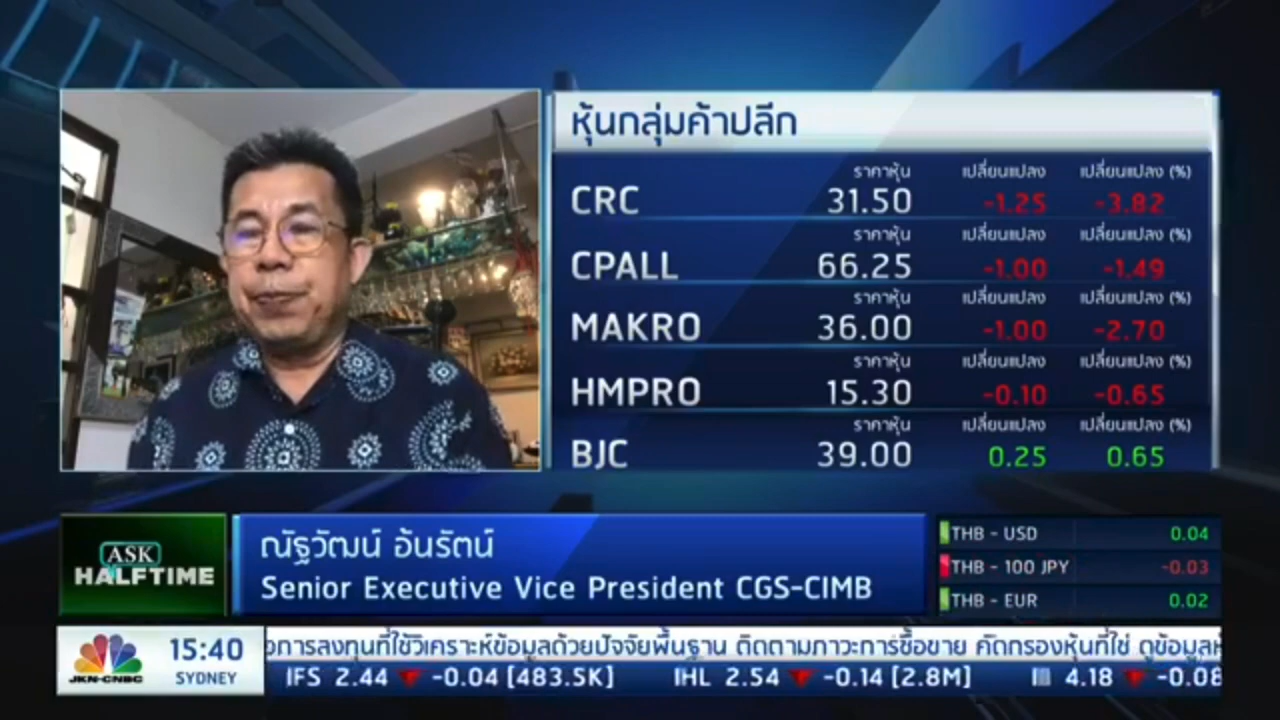 หุ้นกลุ่มค้าปลีก
ราคาหุ้น เปลี่ยนแปลง เปลี่ยนแปลง (%)
CRC 31.50 -1.25 -3.82
ราคาหุ้น เปลี่ยนแปลง เปลี่ยนแปลง (%)
CPALL 66.25 -1.00 -1.49
ราคาหุ้น เปลี่ยนแปลง เปลี่ยนแปลง (%)
MAKRO 36.00 -1.00 -2.70
ราคาหุ้น เปลี่ยนแปลง เปลี่ยนแปลง (%)
HMPRO 15.30 -0.10 -0.65
ราคาหุ้น เปลี่ยนแปลง เปลี่ยนแปลง (%)
BJC 39.00 0.25 0.65
ASK
HALFTIME
ณัฐวัฒน์ อ้นรัตน์
Senior Executive Vice President CGS-CIMB
THB - USD 0.04
THB - 100 JPY -0.03
THB - EUR 0.02
JKN-CNBC
15:40
SYDNEY
การลงทุนที่ใช้วิเคราะห์ข้อมูลด้วยปัจจัยพื้นฐาน ติดตามภาวะการซื้อขาย คัดกรองหุ้นที่ใช่ ดูข้อมูล
IFS 2.44 -0.04 [483.5K] IHL 2.54 -0.14 [2.8M] 4.18 -0.08